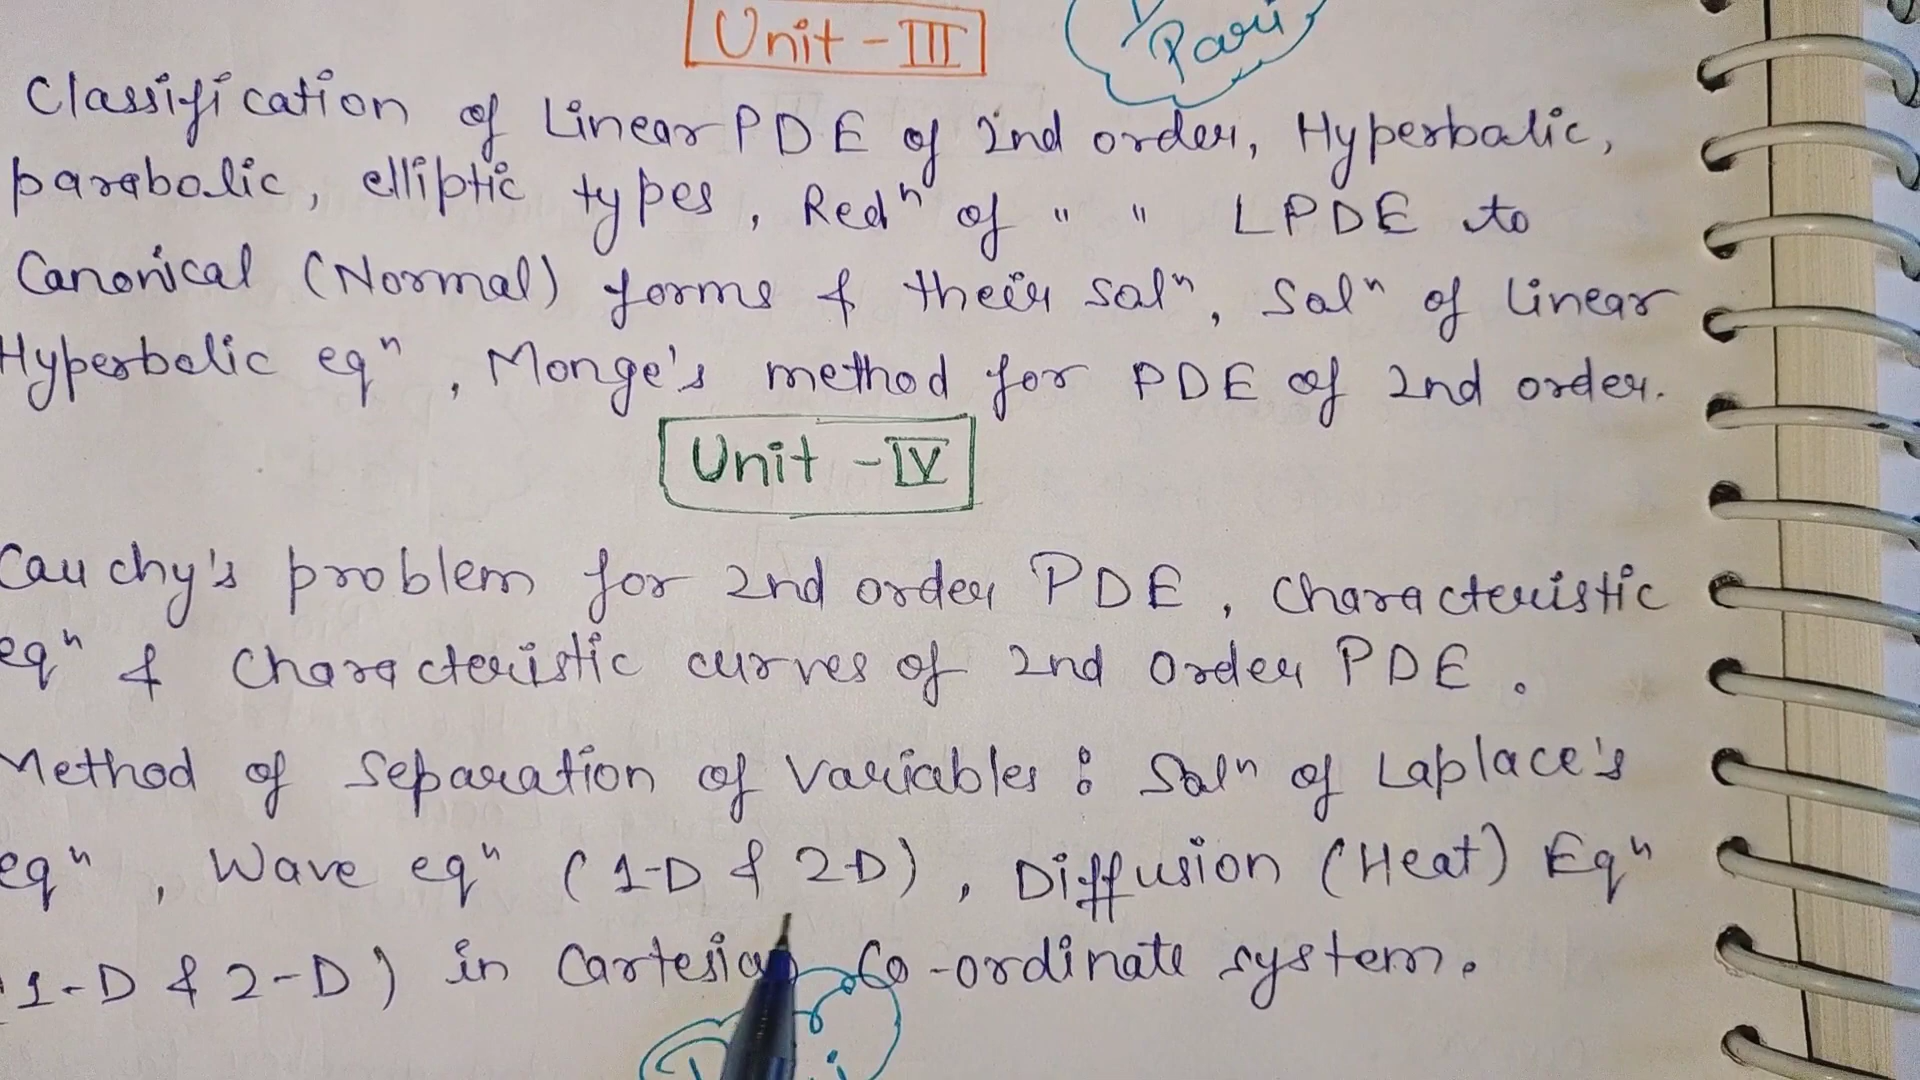 Unit - III
Pari
Classification of Linear PDE of 2nd order, Hyperbolic,
parabolic, elliptic types, Redⁿ of " " LPDE to
Canonical (Normal) forms & their solⁿ, Solⁿ of linear
Hyperbolic eqⁿ, Monge's method for PDE of 2nd order.
Unit - IV
Cauchy's problem for 2nd order PDE, Characteristic
eqⁿ & Characteristic curves of 2nd Order PDE.
Method of Separation of Variables : Solⁿ of Laplace's
eqⁿ, Wave eqⁿ (1-D & 2-D), Diffusion (Heat) Eqⁿ
(1-D & 2-D) in Cartesian Co-ordinate system.